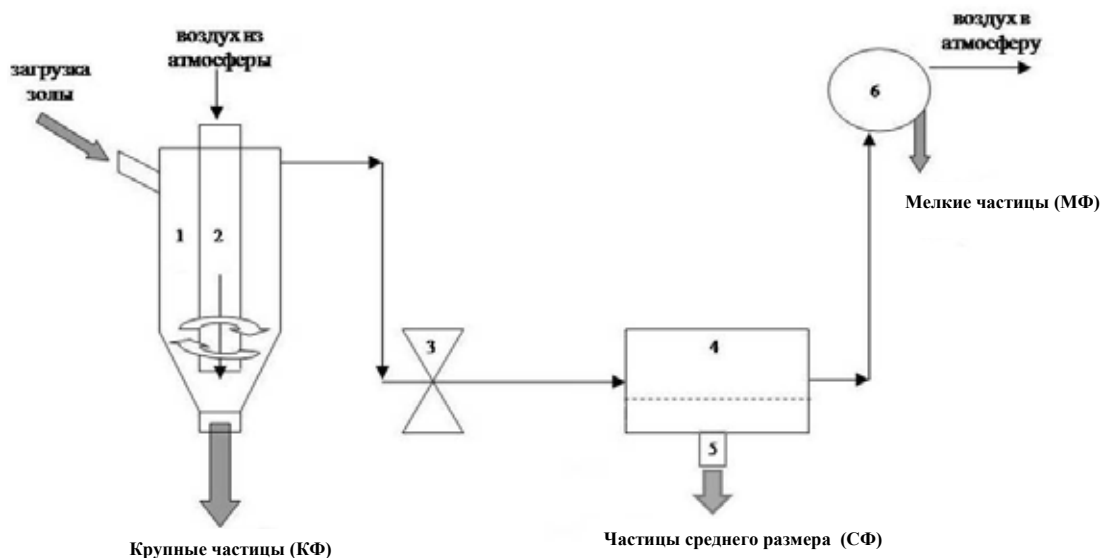 воздух из
атмосферы
загрузка
золы
воздух в
атмосферу
6
Мелкие частицы (МФ)
1
2
3
4
5
Крупные частицы (КФ)
Частицы среднего размера (СФ)